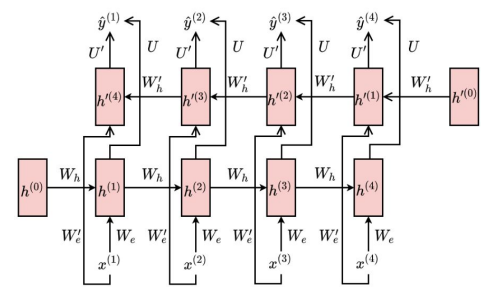 ŷ⁽¹⁾ ŷ⁽²⁾ ŷ⁽³⁾ ŷ⁽⁴⁾
U′ U U′ U U′ U U′ U
h′⁽⁴⁾ W′ₕ h′⁽³⁾ W′ₕ h′⁽²⁾ W′ₕ h′⁽¹⁾ W′ₕ h′⁽⁰⁾
h⁽⁰⁾ Wₕ h⁽¹⁾ Wₕ h⁽²⁾ Wₕ h⁽³⁾ Wₕ h⁽⁴⁾
W′ₑ Wₑ W′ₑ Wₑ W′ₑ Wₑ W′ₑ Wₑ
x⁽¹⁾ x⁽²⁾ x⁽³⁾ x⁽⁴⁾